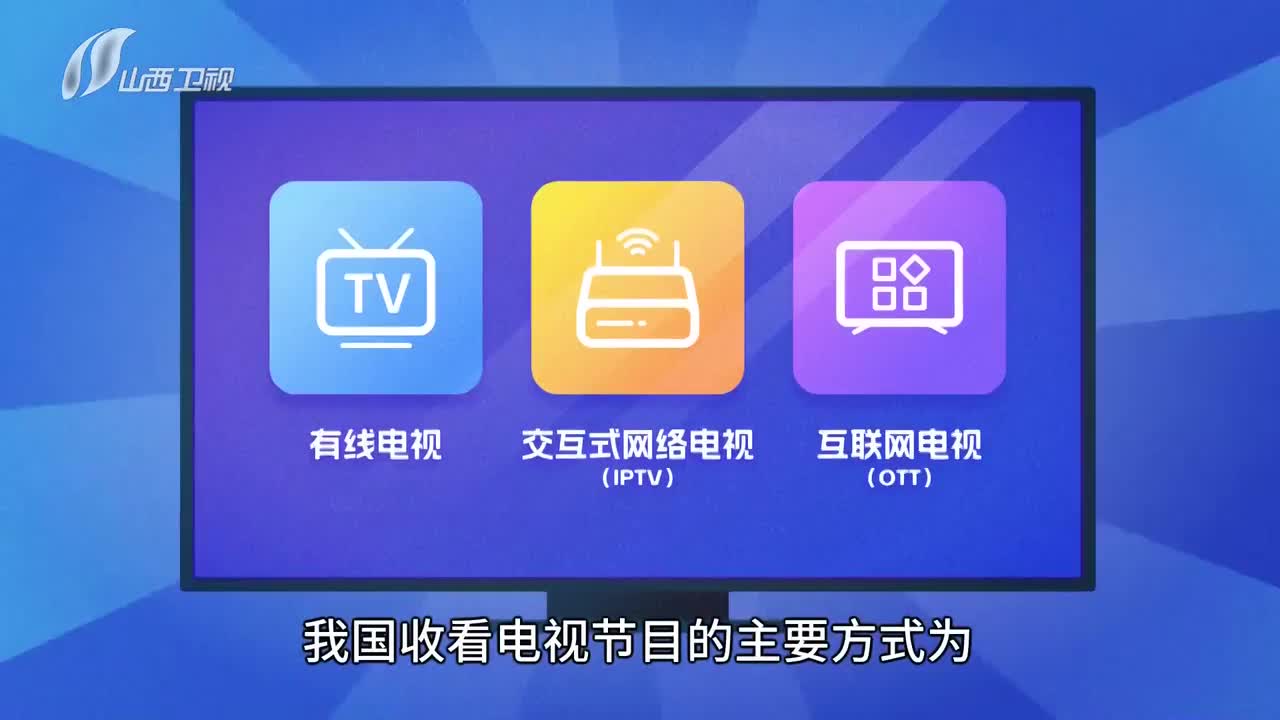 山西卫视
TV
有线电视
交互式网络电视
（IPTV）
互联网电视
（OTT）
我国收看电视节目的主要方式为